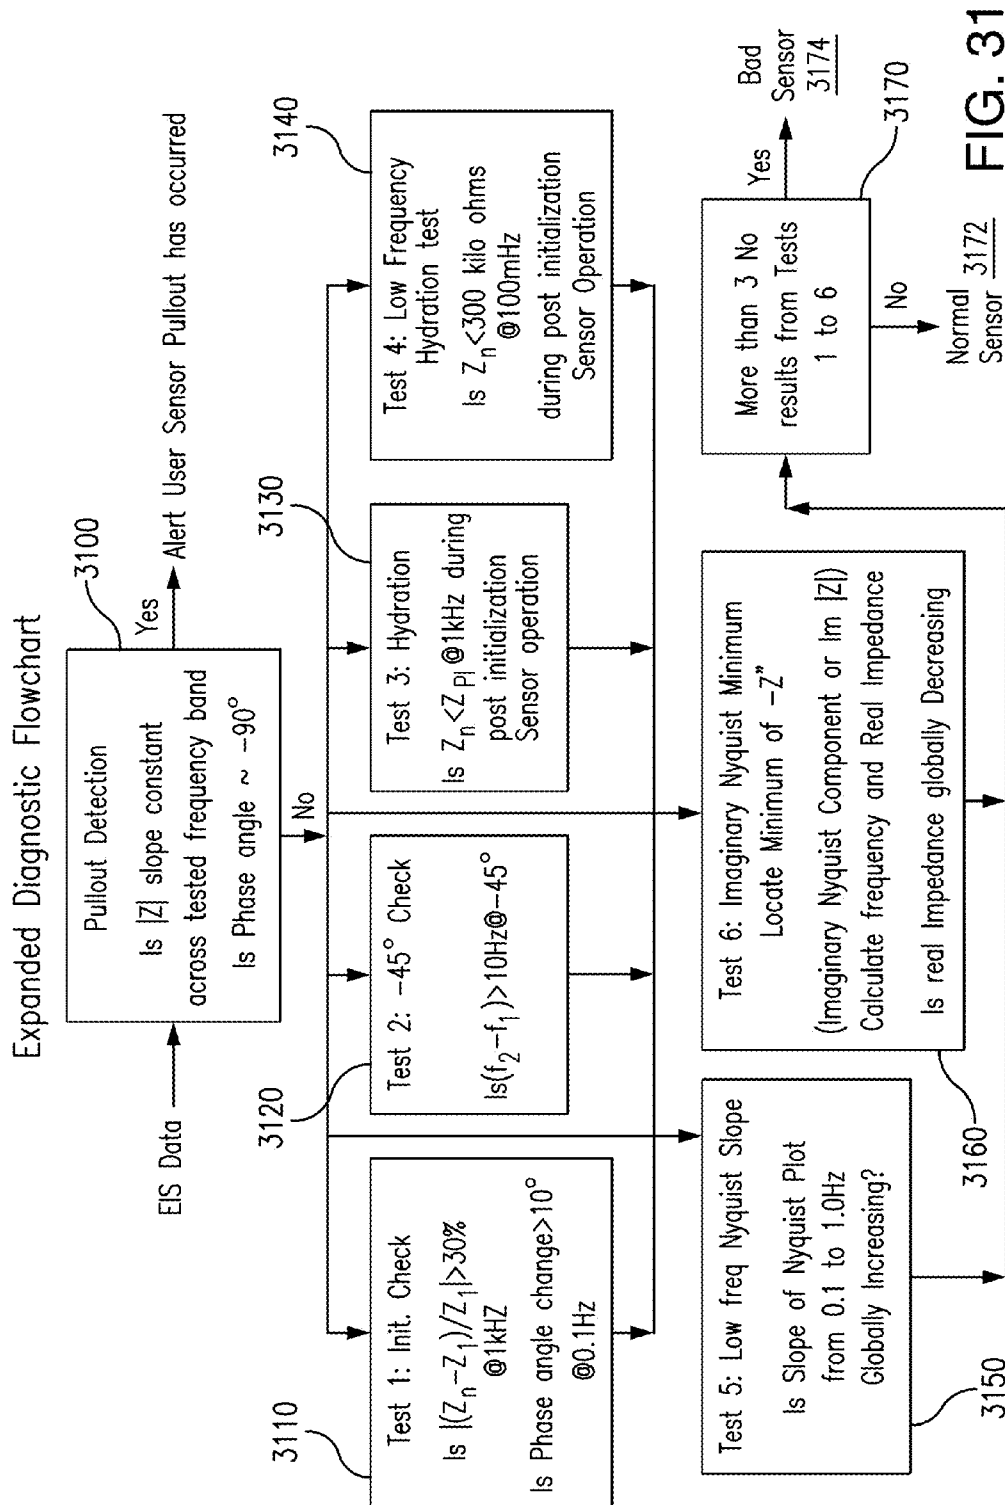 Expanded Diagnostic Flowchart
EIS Data
Pullout Detection
Is |Z| slope constant
across tested frequency band
Is Phase angle ~ -90°
3100
Yes
Alert User Sensor Pullout has occurred
No
3110
Test 1: Init. Check
Is |(Zn-Z1)/Z1|>30%
@1kHZ
Is Phase angle change>10°
@0.1Hz
3120
Test 2: -45° Check
Is(f2-f1)>10Hz@-45°
3130
Test 3: Hydration
Is Zn<ZPI @1kHz during
post initialization
Sensor operation
3140
Test 4: Low Frequency
Hydration test
Is Zn<300 kilo ohms
@100mHz
during post initialization
Sensor Operation
Test 5: Low freq Nyquist Slope
Is Slope of Nyquist Plot
from 0.1 to 1.0Hz
Globally Increasing?
3150
Test 6: Imaginary Nyquist Minimum
Locate Minimum of -Z"
(Imaginary Nyquist Component or Im |Z|)
Calculate frequency and Real Impedance
Is real Impedance globally Decreasing
3160
More than 3 No
results from Tests
1 to 6
3170
Yes
Bad
Sensor
3174
No
Normal
Sensor 3172
FIG. 31